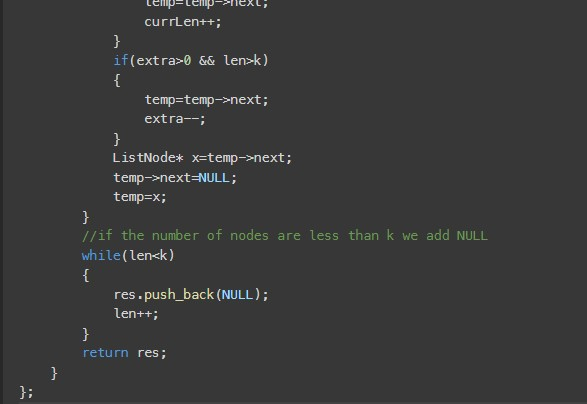 temp=temp->next;
currLen++;
}
if(extra>0 && len>k)
{
temp=temp->next;
extra--;
}
ListNode* x=temp->next;
temp->next=NULL;
temp=x;
}
//if the number of nodes are less than k we add NULL
while(len<k)
{
res.push_back(NULL);
len++;
}
return res;
}
};